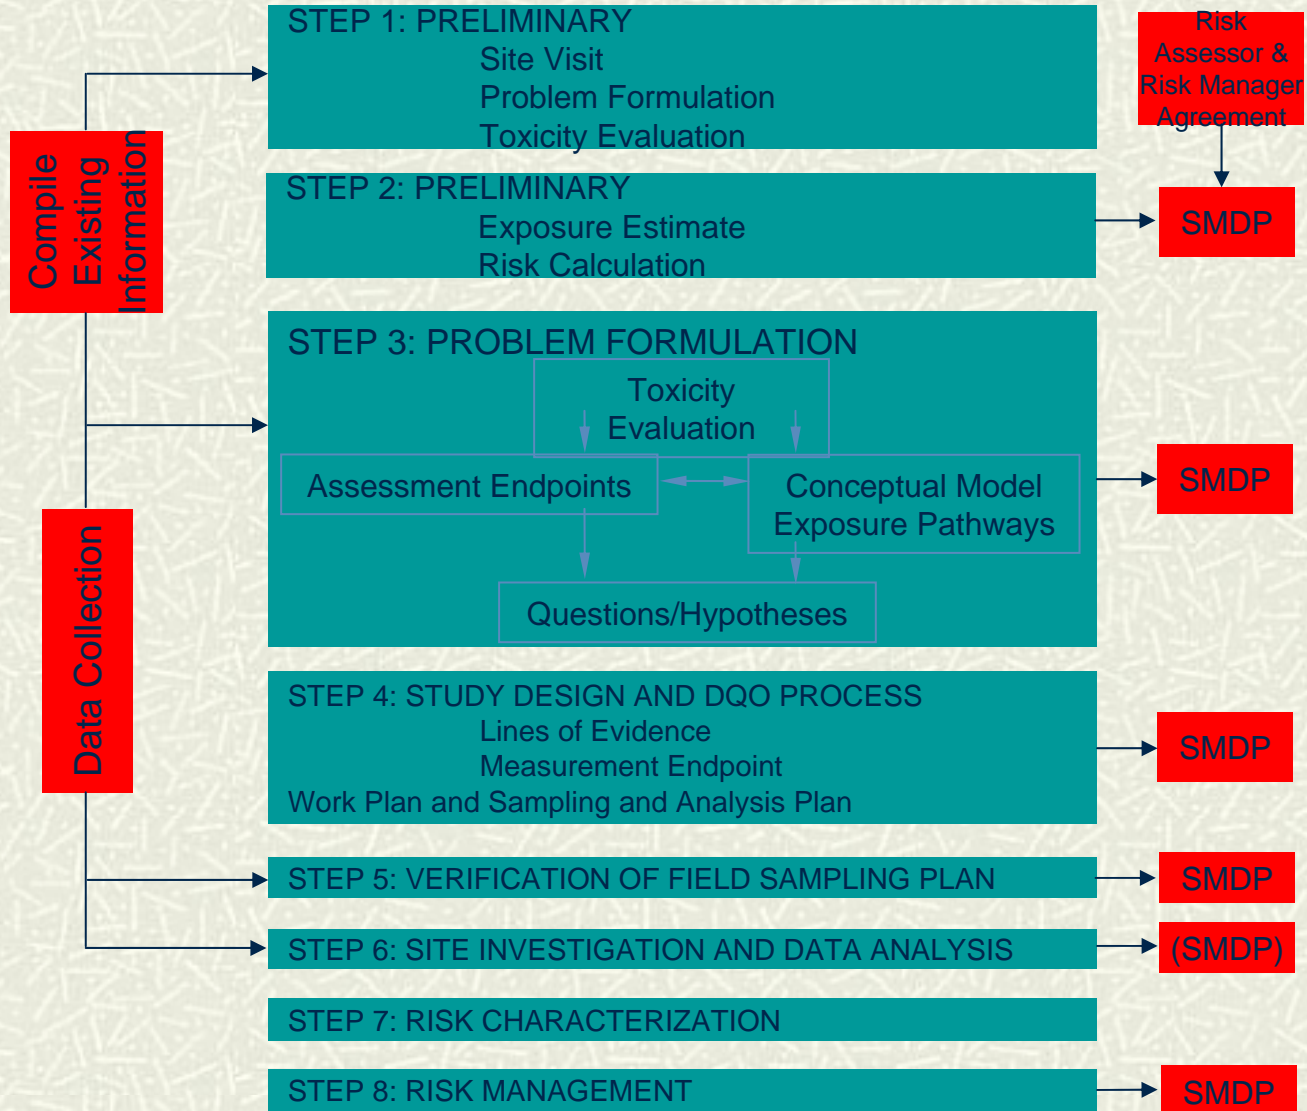 STEP 1: PRELIMINARY
Site Visit
Problem Formulation
Toxicity Evaluation
Risk
Assessor &
Risk Manager
Agreement
Compile
Existing
Information
STEP 2: PRELIMINARY
Exposure Estimate
Risk Calculation
SMDP
STEP 3: PROBLEM FORMULATION
Toxicity
Evaluation
Assessment Endpoints
Conceptual Model
Exposure Pathways
Questions/Hypotheses
SMDP
Data Collection
STEP 4: STUDY DESIGN AND DQO PROCESS
Lines of Evidence
Measurement Endpoint
Work Plan and Sampling and Analysis Plan
SMDP
STEP 5: VERIFICATION OF FIELD SAMPLING PLAN
SMDP
STEP 6: SITE INVESTIGATION AND DATA ANALYSIS
(SMDP)
STEP 7: RISK CHARACTERIZATION
STEP 8: RISK MANAGEMENT
SMDP